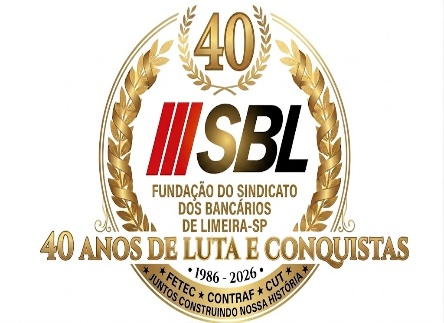 40
SBL
FUNDAÇÃO DO SINDICATO
DOS BANCÁRIOS
DE LIMEIRA-SP
40 ANOS DE LUTA E CONQUISTAS
• 1986 - 2026 •
FETEC ★ CONTRAF ★ CUT ★
JUNTOS CONSTRUINDO NOSSA HISTÓRIA